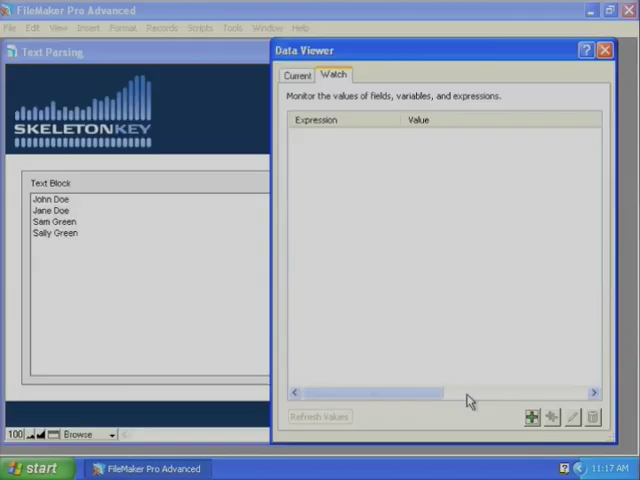 FileMaker Pro Advanced
File Edit View Insert Format Records Scripts Tools Window Help
Text Parsing
Data Viewer
Current Watch
Monitor the values of fields, variables, and expressions.
Expression Value
SKELETONKEY
Text Block
John Doe
Jane Doe
Sam Green
Sally Green
Refresh Values
100 Browse
start FileMaker Pro Advanced 11:17 AM